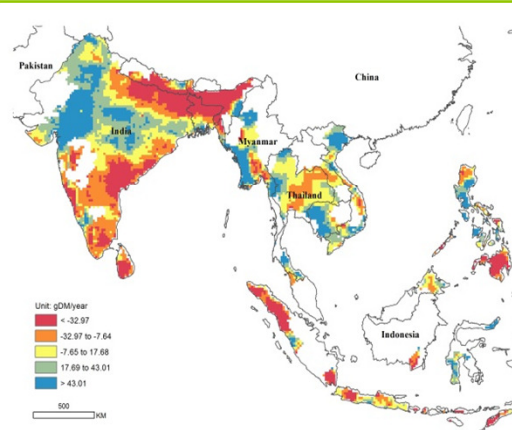 Pakistan
China
India
Myanmar
Thailand
Indonesia
Unit: gDM/year
< -32.97
-32.97 to -7.64
-7.65 to 17.68
17.69 to 43.01
> 43.01
500
KM